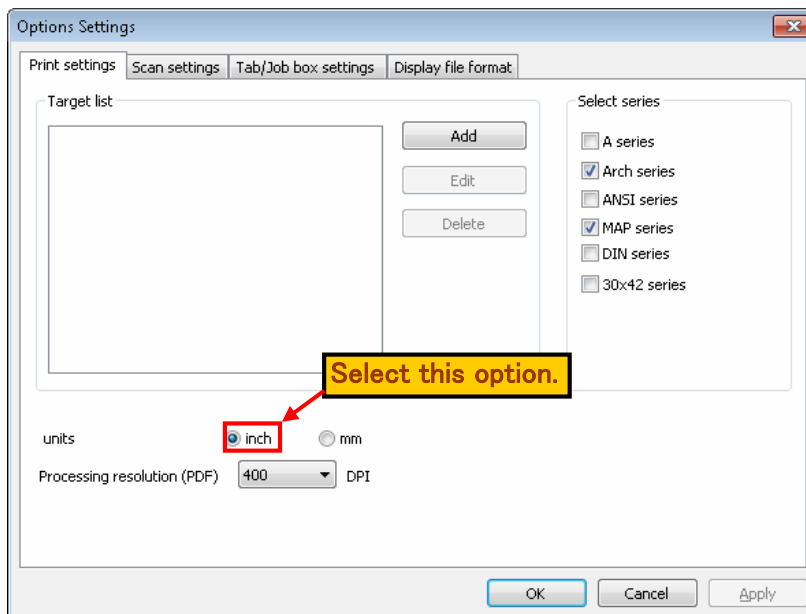 Options Settings
Print settings
Scan settings
Tab/Job box settings
Display file format
Target list
Add
Edit
Delete
Select series
A series
Arch series
ANSI series
MAP series
DIN series
30x42 series
Select this option.
units
inch
mm
Processing resolution (PDF)
400
DPI
OK
Cancel
Apply